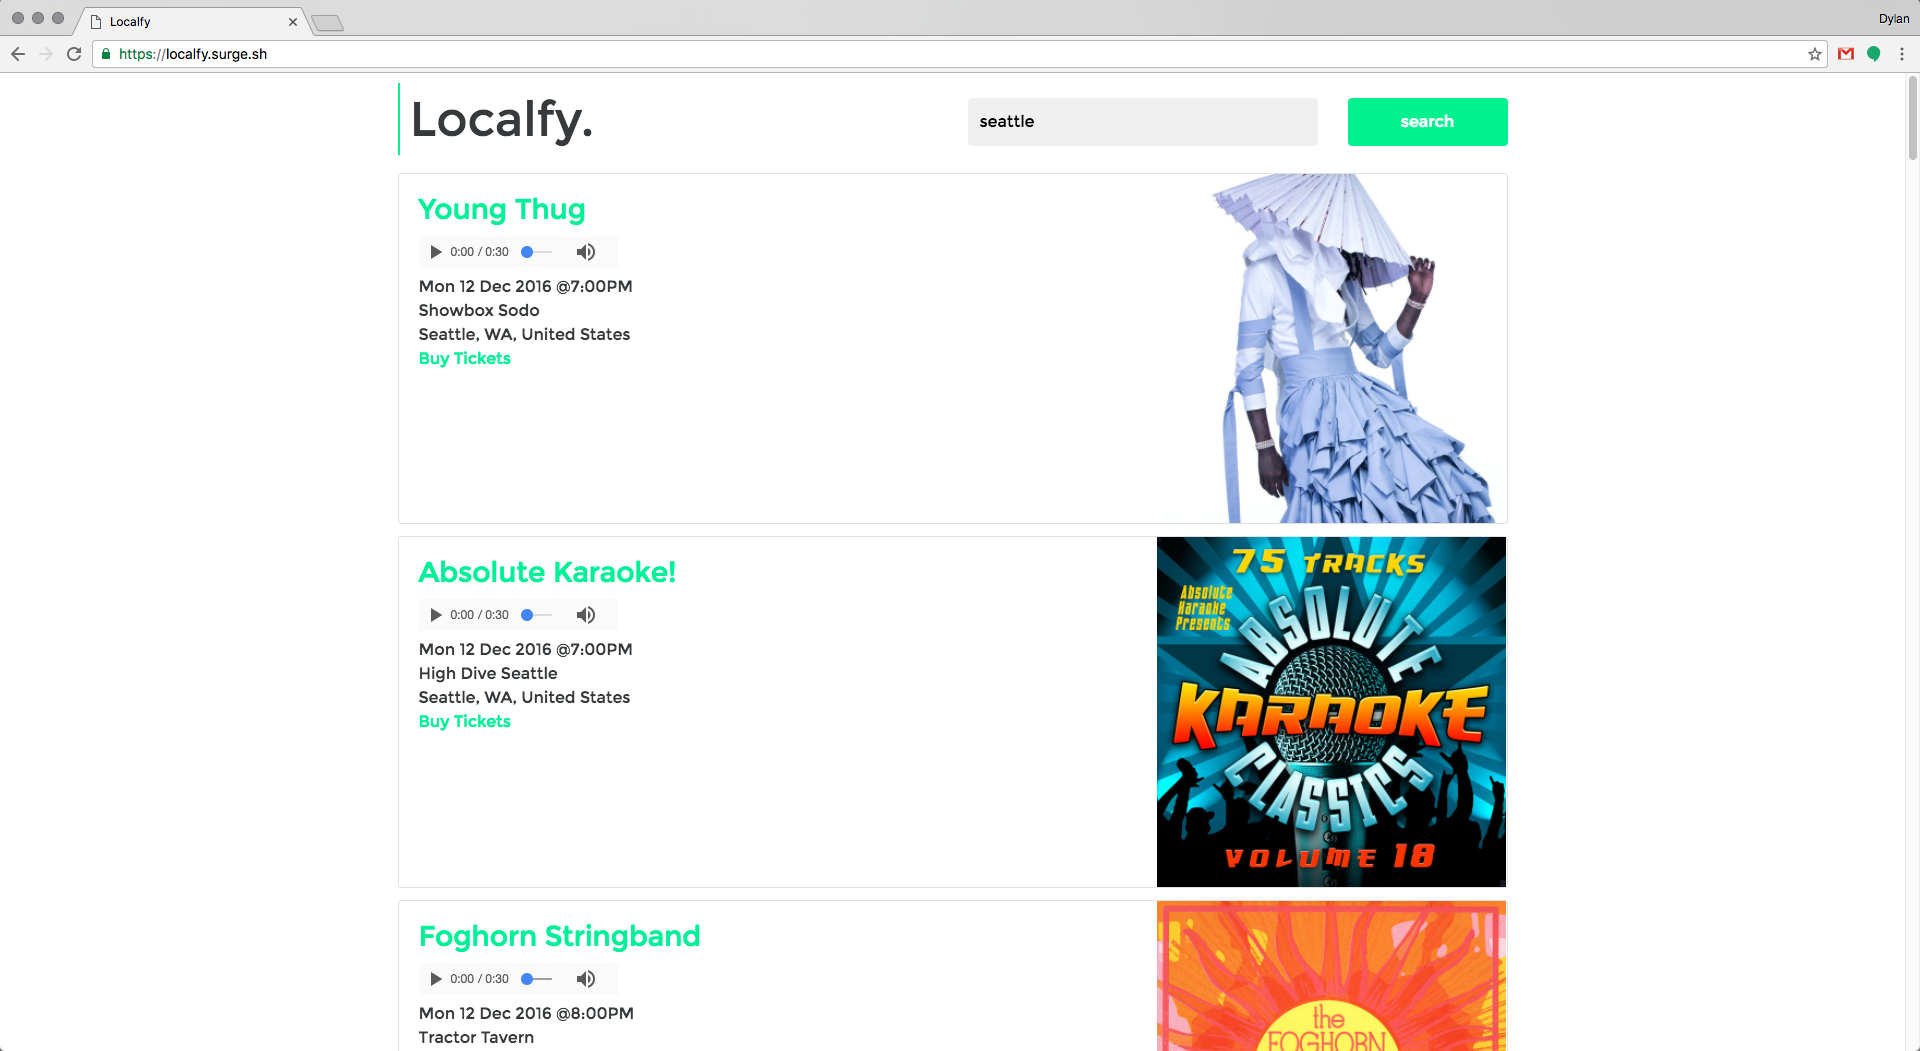 Localfy
Dylan
https://localfy.surge.sh
Localfy.
seattle
search
Young Thug
0:00 / 0:30
Mon 12 Dec 2016 @7:00PM
Showbox Sodo
Seattle, WA, United States
Buy Tickets
Absolute Karaoke!
0:00 / 0:30
Mon 12 Dec 2016 @7:00PM
High Dive Seattle
Seattle, WA, United States
Buy Tickets
75 TRACKS
Absolute
Karaoke
Presents
ABSOLUTE
KARAOKE
CLASSICS
VOLUME 18
Foghorn Stringband
0:00 / 0:30
Mon 12 Dec 2016 @8:00PM
Tractor Tavern
the
FOGHORN